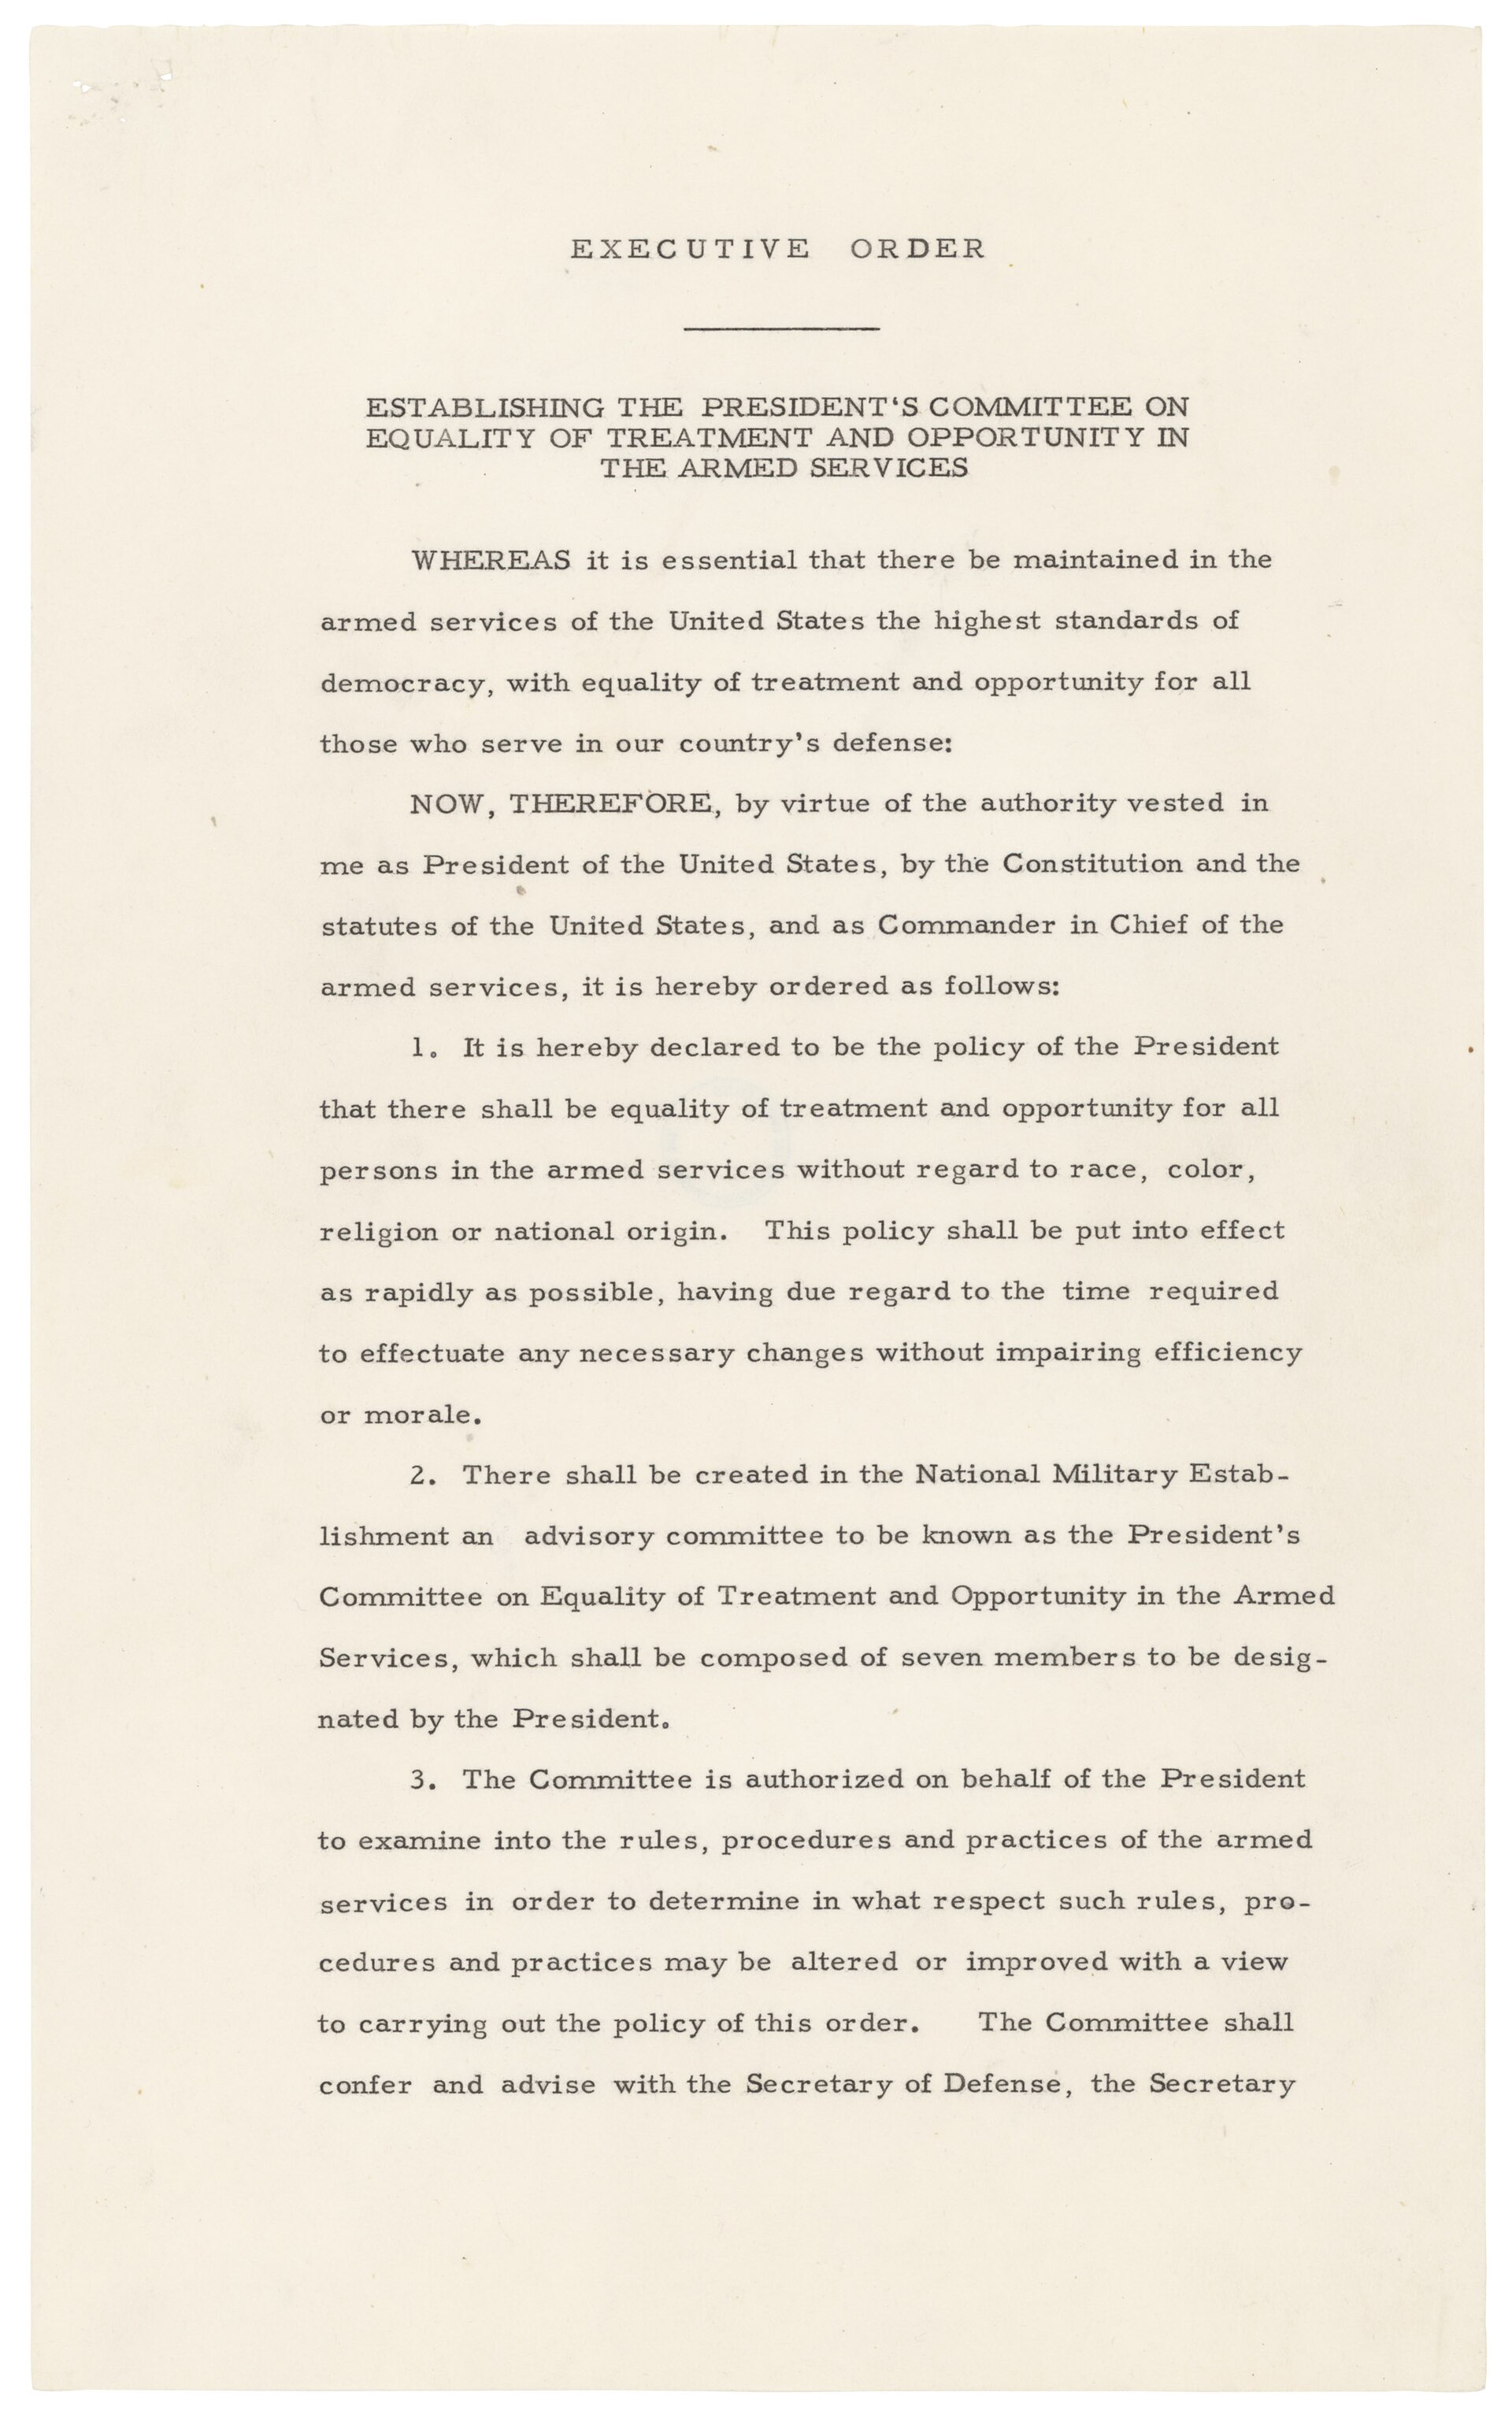 EXECUTIVE ORDER
ESTABLISHING THE PRESIDENT'S COMMITTEE ON
EQUALITY OF TREATMENT AND OPPORTUNITY IN
THE ARMED SERVICES
WHEREAS it is essential that there be maintained in the
armed services of the United States the highest standards of
democracy, with equality of treatment and opportunity for all
those who serve in our country's defense:
NOW, THEREFORE, by virtue of the authority vested in
me as President of the United States, by the Constitution and the
statutes of the United States, and as Commander in Chief of the
armed services, it is hereby ordered as follows:
1. It is hereby declared to be the policy of the President
that there shall be equality of treatment and opportunity for all
persons in the armed services without regard to race, color,
religion or national origin. This policy shall be put into effect
as rapidly as possible, having due regard to the time required
to effectuate any necessary changes without impairing efficiency
or morale.
2. There shall be created in the National Military Estab-
lishment an advisory committee to be known as the President's
Committee on Equality of Treatment and Opportunity in the Armed
Services, which shall be composed of seven members to be desig-
nated by the President.
3. The Committee is authorized on behalf of the President
to examine into the rules, procedures and practices of the armed
services in order to determine in what respect such rules, pro-
cedures and practices may be altered or improved with a view
to carrying out the policy of this order. The Committee shall
confer and advise with the Secretary of Defense, the Secretary